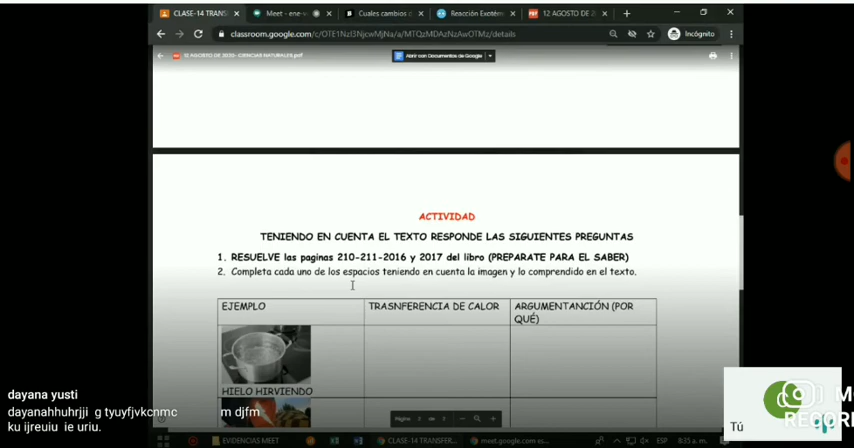 CLASE-14 TRANS
Meet - ene-v
Cuales cambios d
Reacción Exotérm
12 AGOSTO DE 2
classroom.google.com/c/OTE1NzI3NjcwMjNa/a/MTQzMDAzNzAwOTMz/details
Incógnito
12 AGOSTO DE 2020- CIENCIAS NATURALES.pdf
Abrir con Documentos de Google
ACTIVIDAD
TENIENDO EN CUENTA EL TEXTO RESPONDE LAS SIGUIENTES PREGUNTAS
1. RESUELVE las paginas 210-211-2016 y 2017 del libro (PREPARATE PARA EL SABER)
2. Completa cada uno de los espacios teniendo en cuenta la imagen y lo comprendido en el texto.
EJEMPLO
TRASNFERENCIA DE CALOR
ARGUMENTANCIÓN (POR
QUÉ)
HIELO HIRVIENDO
dayana yusti
dayanahhuhrjji g tyuyfjvkcnmc m djfm
ku ijreuiu ie uriu.
Tú
RECOR
EVIDENCIAS MEET
CLASE-14 TRANSFER...
meet.google.com es...
ESP
8:35 a. m.